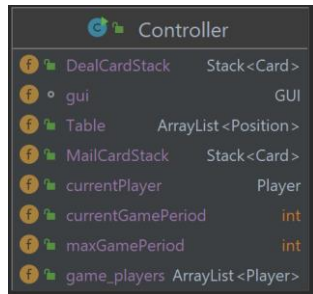 Controller
DealCardStack Stack<Card>
gui GUI
Table ArrayList<Position>
MailCardStack Stack<Card>
currentPlayer Player
currentGamePeriod int
maxGamePeriod int
game_players ArrayList<Player>